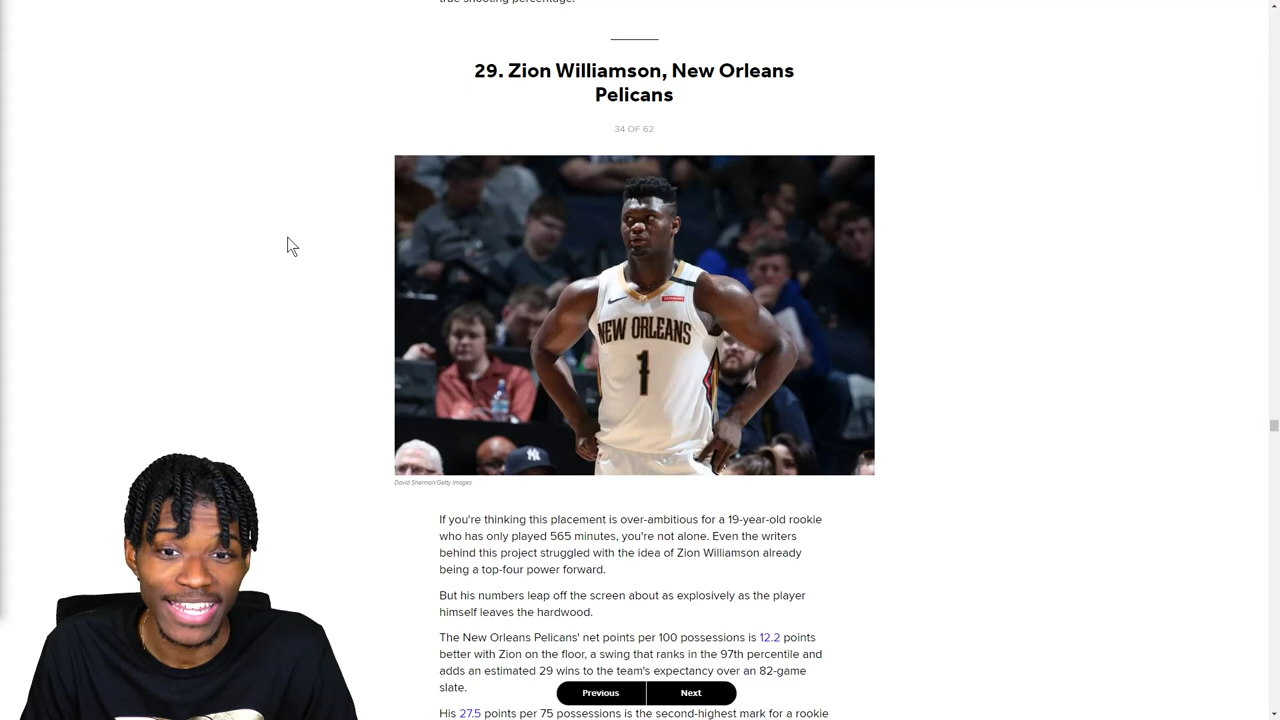 true shooting percentage.
29. Zion Williamson, New Orleans
Pelicans
34 OF 62
NEW ORLEANS
1
David Sherman/Getty Images
If you're thinking this placement is over-ambitious for a 19-year-old rookie
who has only played 565 minutes, you're not alone. Even the writers
behind this project struggled with the idea of Zion Williamson already
being a top-four power forward.
But his numbers leap off the screen about as explosively as the player
himself leaves the hardwood.
The New Orleans Pelicans' net points per 100 possessions is 12.2 points
better with Zion on the floor, a swing that ranks in the 97th percentile and
adds an estimated 29 wins to the team's expectancy over an 82-game
slate.
Previous Next
His 27.5 points per 75 possessions is the second-highest mark for a rookie